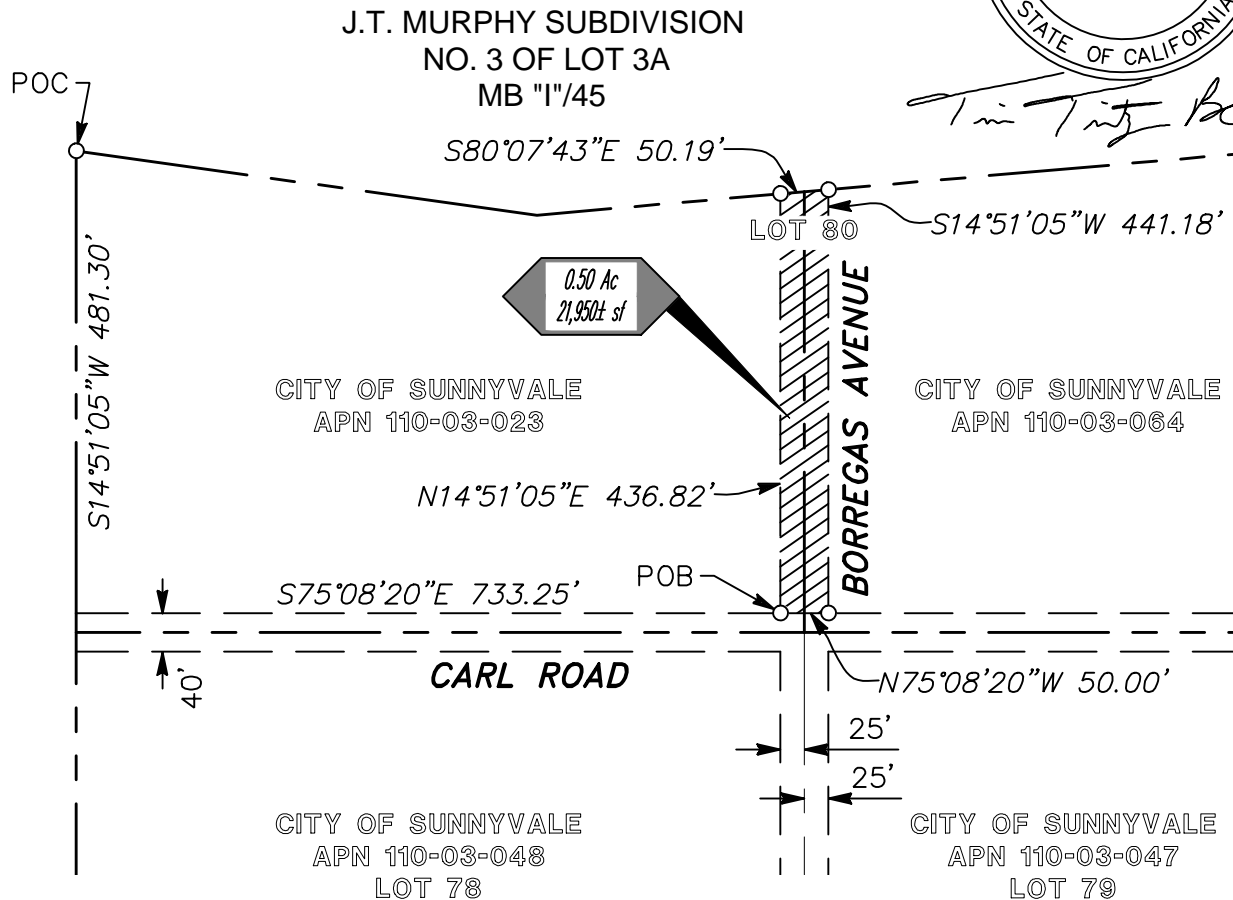 J.T. MURPHY SUBDIVISION
NO. 3 OF LOT 3A
MB "I"/45
STATE OF CALIFORNIA
POC
S80°07'43"E 50.19'
LOT 80
S14°51'05"W 441.18'
S14°51'05"W 481.30'
0.50 Ac
21,950± sf
BORREGAS AVENUE
CITY OF SUNNYVALE
APN 110-03-023
CITY OF SUNNYVALE
APN 110-03-064
N14°51'05"E 436.82'
POB
S75°08'20"E 733.25'
40'
CARL ROAD
N75°08'20"W 50.00'
25'
25'
CITY OF SUNNYVALE
APN 110-03-048
LOT 78
CITY OF SUNNYVALE
APN 110-03-047
LOT 79